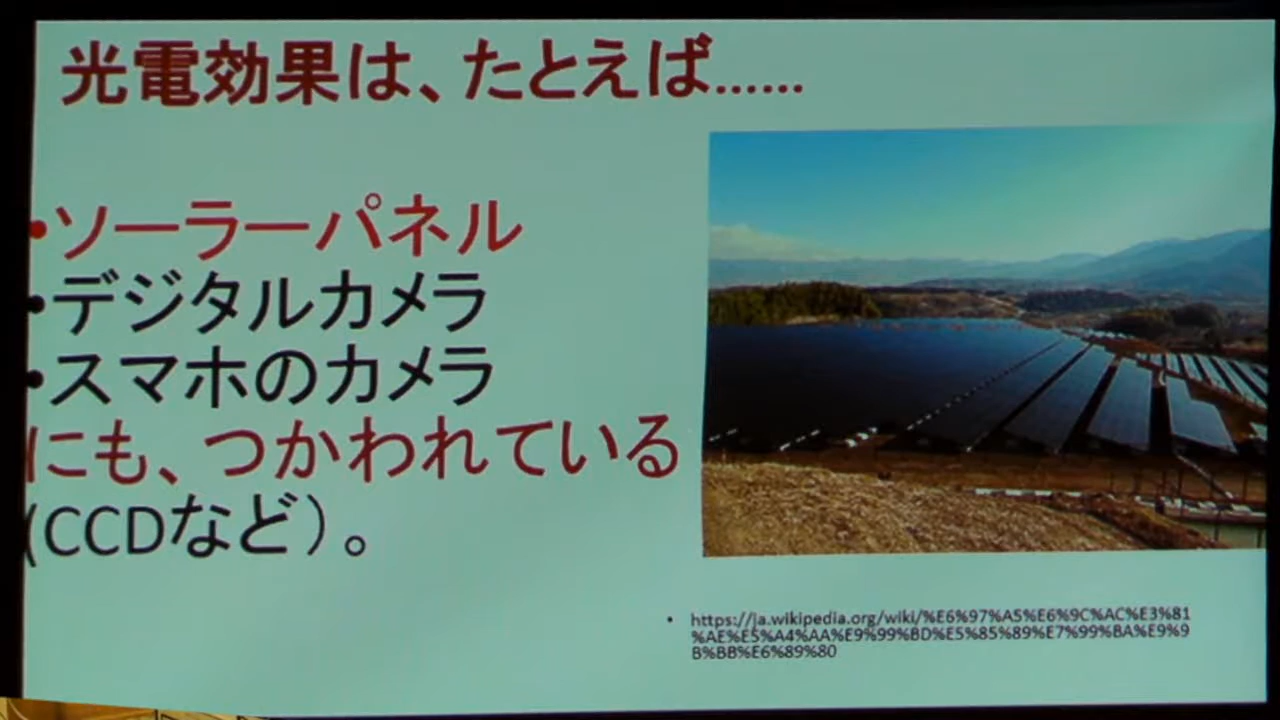 光電効果は、たとえば……
•ソーラーパネル
•デジタルカメラ
•スマホのカメラ
にも、つかわれている
(CCDなど）。
• https://ja.wikipedia.org/wiki/%E6%97%A5%E6%9C%AC%E3%81
%AE%E5%A4%AA%E9%99%BD%E5%85%89%E7%99%BA%E9%9
B%BB%E6%89%80